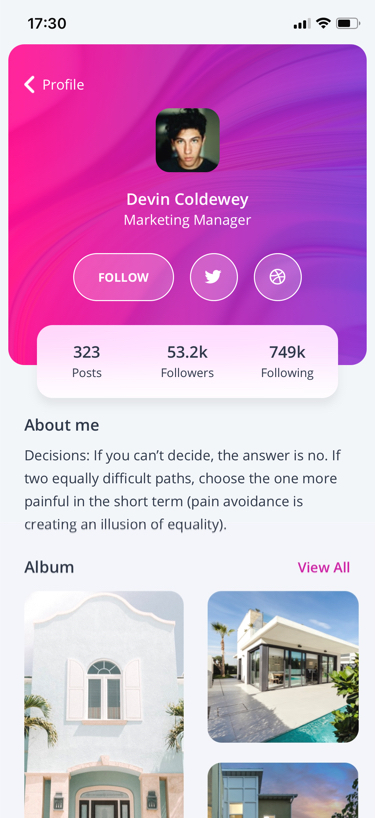 17:30
Profile
Devin Coldewey
Marketing Manager
FOLLOW
323 53.2k 749k
Posts Followers Following
About me
Decisions: If you can’t decide, the answer is no. If
two equally difficult paths, choose the one more
painful in the short term (pain avoidance is
creating an illusion of equality).
Album View All